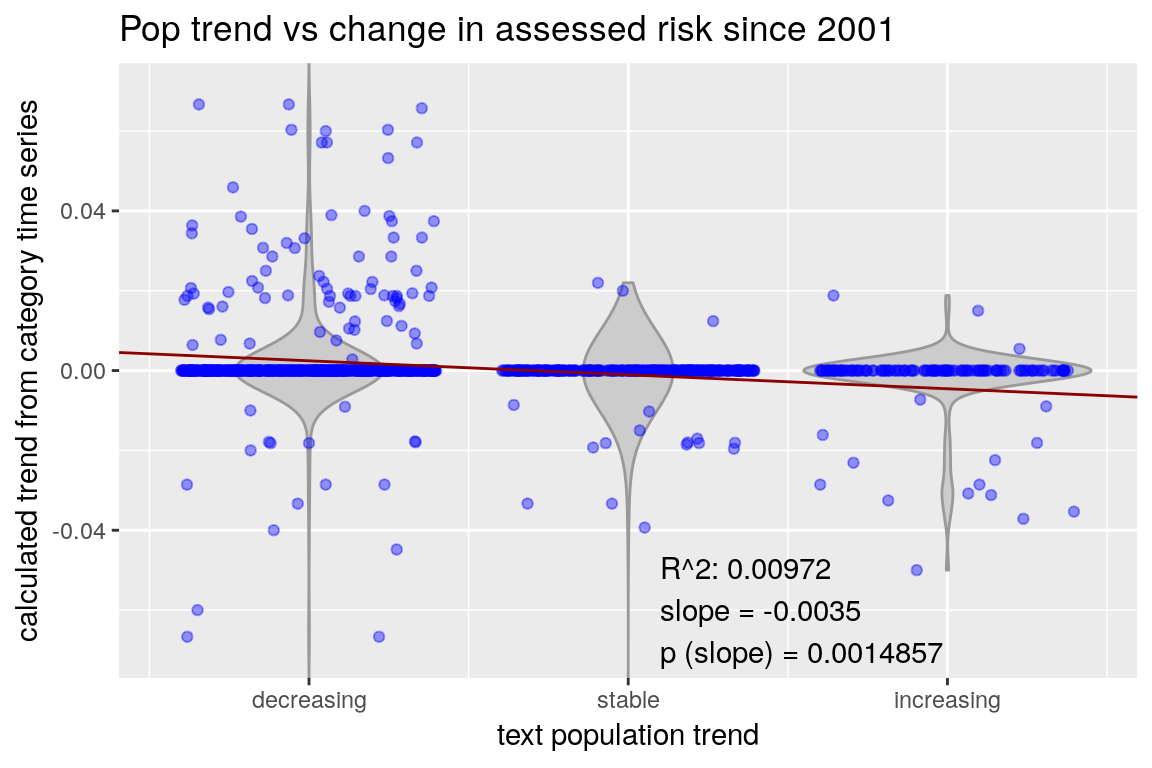 Pop trend vs change in assessed risk since 2001
calculated trend from category time series
0.04
0.00
-0.04
R^2: 0.00972
slope = -0.0035
p (slope) = 0.0014857
decreasing
stable
increasing
text population trend